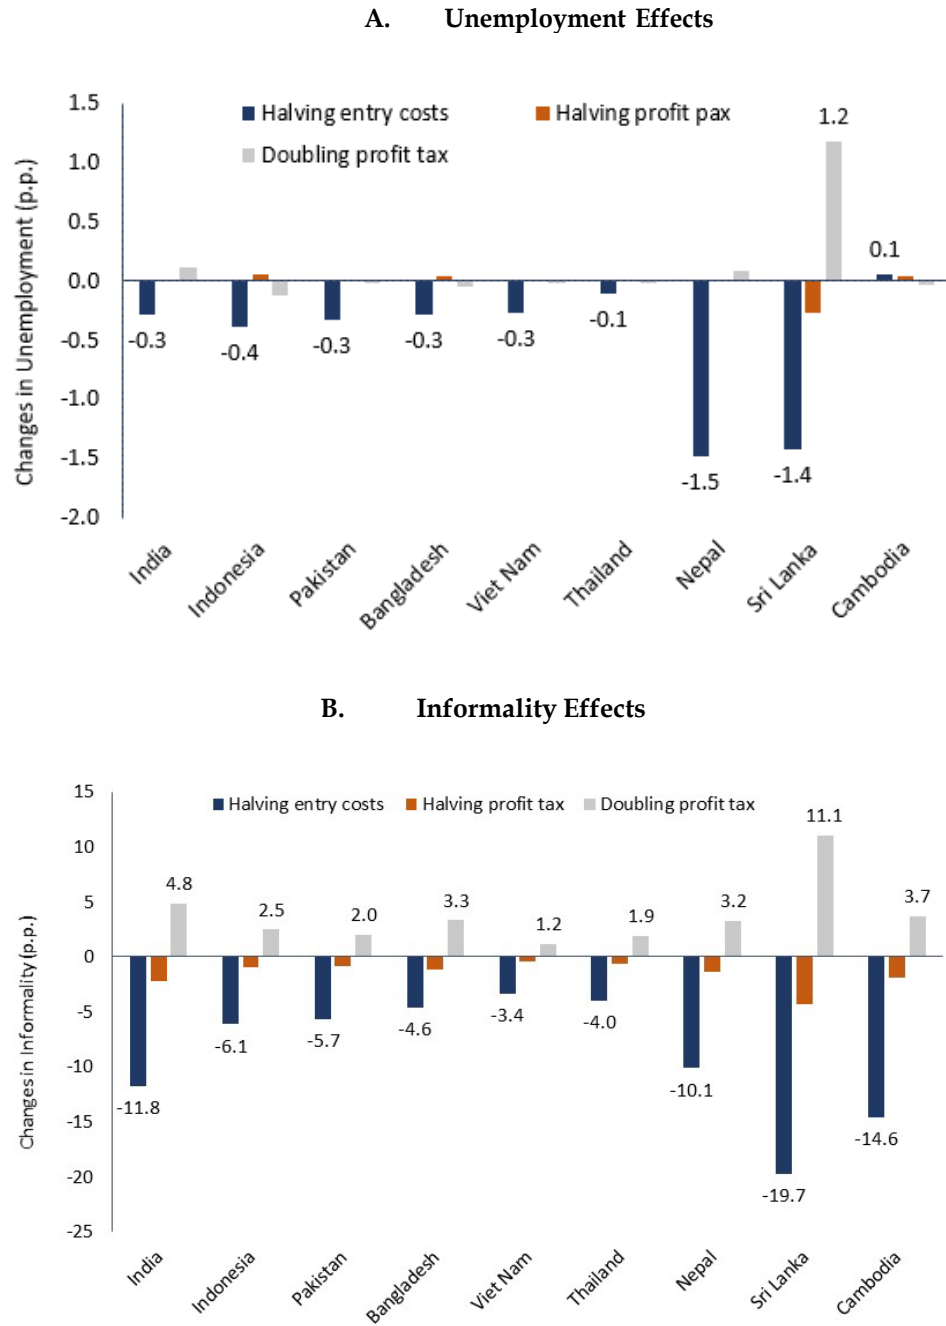 A. Unemployment Effects
Changes in Unemployment (p.p.)
1.5
1.0
0.5
0.0
-0.5
-1.0
-1.5
-2.0
Halving entry costs
Halving profit pax
Doubling profit tax
1.2
0.1
-0.3
-0.4
-0.3
-0.3
-0.3
-0.1
-1.5
-1.4
India
Indonesia
Pakistan
Bangladesh
Viet Nam
Thailand
Nepal
Sri Lanka
Cambodia
B. Informality Effects
Changes in Informality (p.p.)
15
10
5
0
-5
-10
-15
-20
-25
Halving entry costs
Halving profit tax
Doubling profit tax
4.8
2.5
2.0
3.3
1.2
1.9
3.2
11.1
3.7
-11.8
-6.1
-5.7
-4.6
-3.4
-4.0
-10.1
-19.7
-14.6
India
Indonesia
Pakistan
Bangladesh
Viet Nam
Thailand
Nepal
Sri Lanka
Cambodia